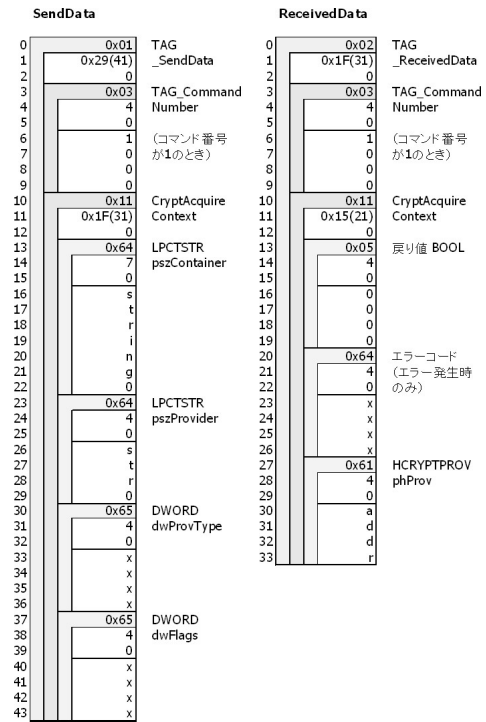 SendData
0 0x01 TAG
1 0x29(41) _SendData
2 0
3 0x03 TAG_Command
4 4 Number
5 0
6 1 （コマンド番号
7 0 が1のとき）
8 0
9 0
10 0x11 CryptAcquire
11 0x1F(31) Context
12 0
13 0x64 LPCTSTR
14 7 pszContainer
15 0
16 s
17 t
18 r
19 i
20 n
21 g
22 0
23 0x64 LPCTSTR
24 4 pszProvider
25 0
26 s
27 t
28 r
29 0
30 0x65 DWORD
31 4 dwProvType
32 0
33 x
34 x
35 x
36 x
37 0x65 DWORD
38 4 dwFlags
39 0
40 x
41 x
42 x
43 x
ReceivedData
0 0x02 TAG
1 0x1F(31) _ReceivedData
2 0
3 0x03 TAG_Command
4 4 Number
5 0
6 1 （コマンド番号
7 0 が1のとき）
8 0
9 0
10 0x11 CryptAcquire
11 0x15(21) Context
12 0
13 0x05 戻り値 BOOL
14 4
15 0
16 0
17 0
18 0
19 0
20 0x64 エラーコード
21 4 （エラー発生時
22 0 のみ）
23 x
24 x
25 x
26 x
27 0x61 HCRYPTPROV
28 4 phProv
29 0
30 a
31 d
32 d
33 r